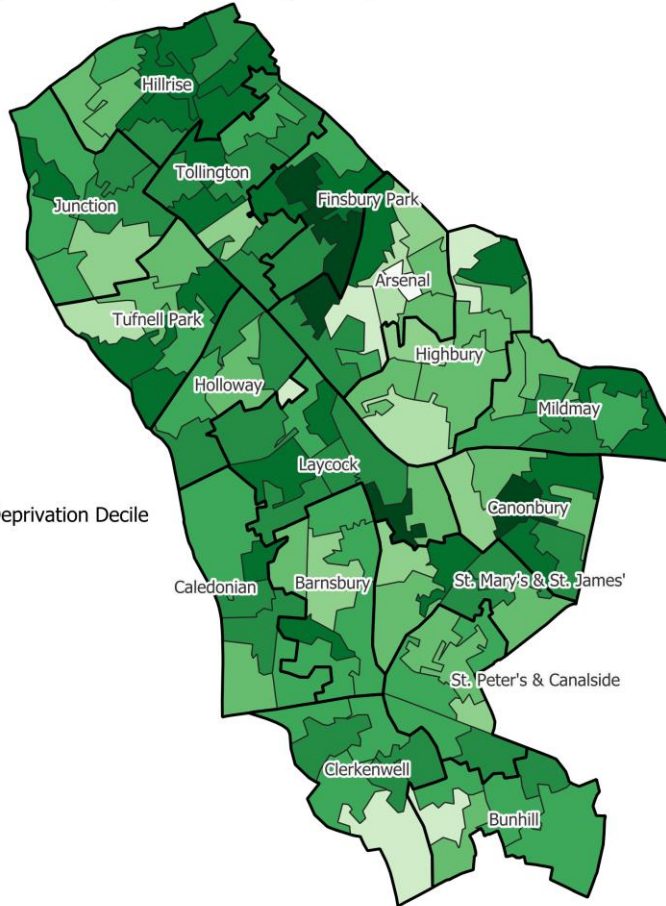 Hillrise
Tollington
Finsbury Park
Junction
Arsenal
Tufnell Park
Highbury
Holloway
Mildmay
Laycock
Canonbury
Deprivation Decile
Caledonian
Barnsbury
St. Mary's & St. James'
St. Peter's & Canalside
Clerkenwell
Bunhill